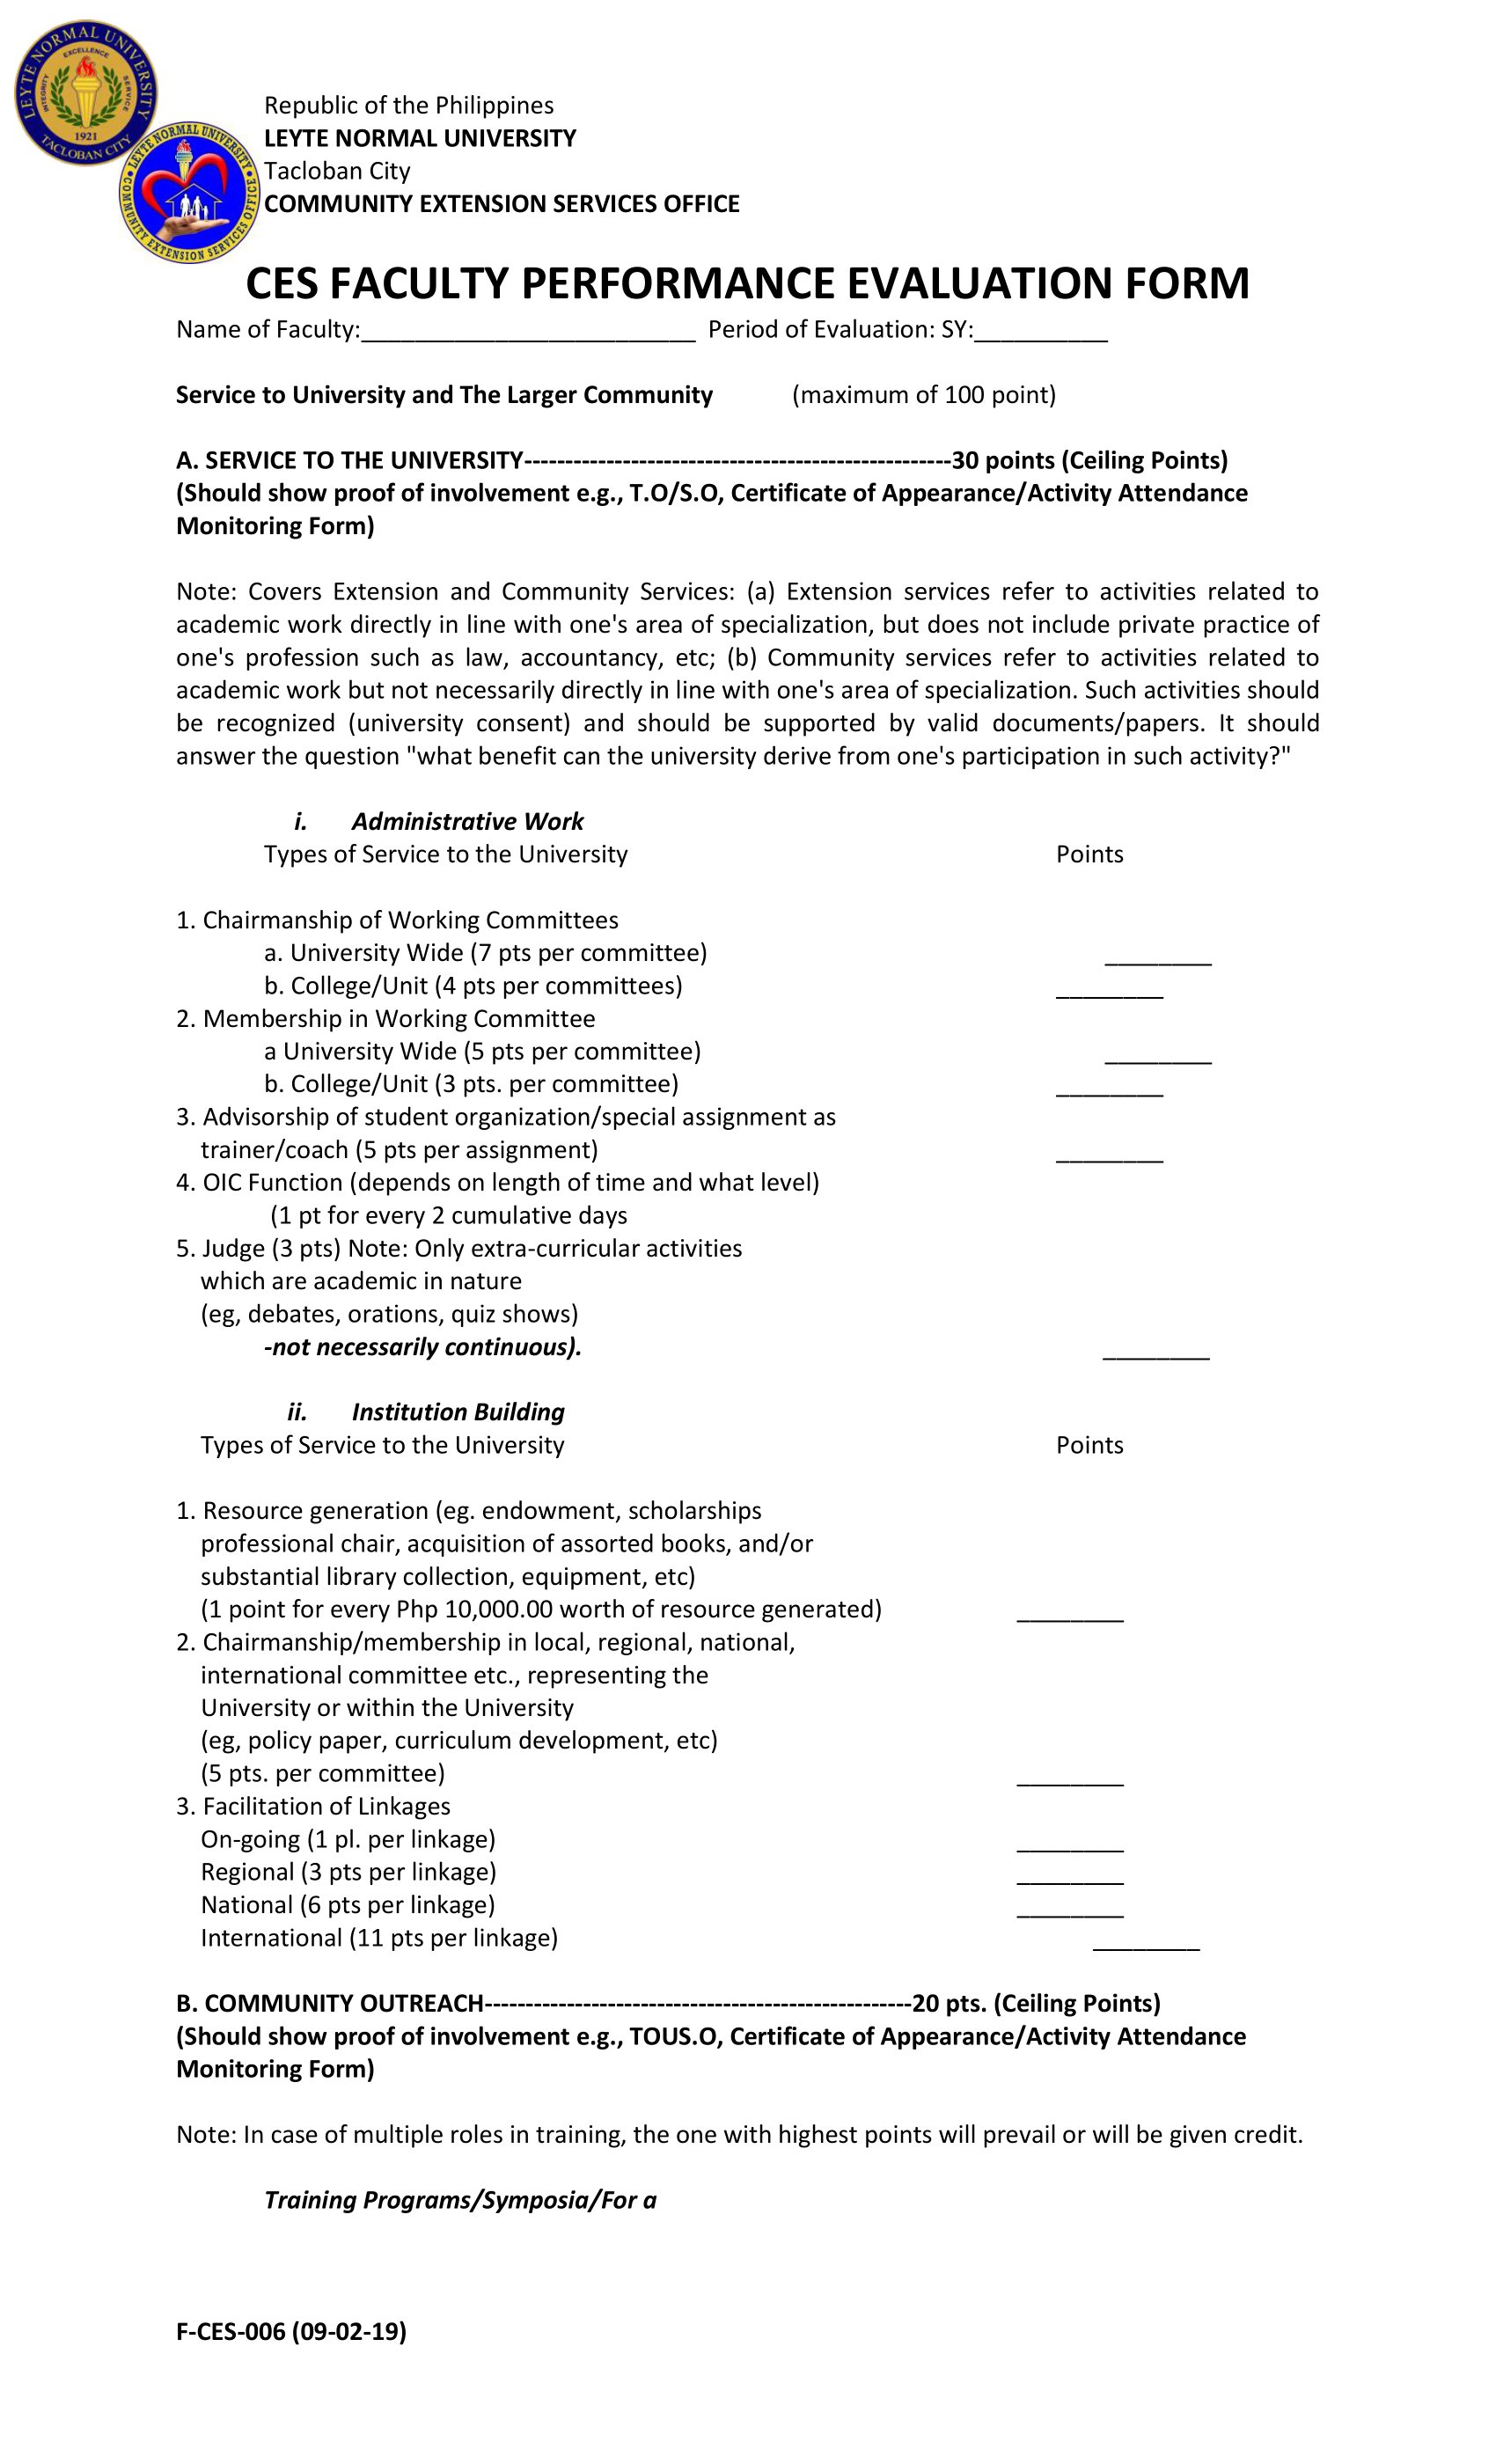 LEYTE NORMAL UNIVERSITY
EXCELLENCE
INTEGRITY
SERVICE
1921
TACLOBAN CITY
LEYTE NORMAL UNIVERSITY
COMMUNITY EXTENSION SERVICES OFFICE
Republic of the Philippines
LEYTE NORMAL UNIVERSITY
Tacloban City
COMMUNITY EXTENSION SERVICES OFFICE
CES FACULTY PERFORMANCE EVALUATION FORM
Name of Faculty:_________________________ Period of Evaluation: SY:__________
Service to University and The Larger Community (maximum of 100 point)
A. SERVICE TO THE UNIVERSITY----------------------------------------------------30 points (Ceiling Points)
(Should show proof of involvement e.g., T.O/S.O, Certificate of Appearance/Activity Attendance
Monitoring Form)
Note: Covers Extension and Community Services: (a) Extension services refer to activities related to
academic work directly in line with one's area of specialization, but does not include private practice of
one's profession such as law, accountancy, etc; (b) Community services refer to activities related to
academic work but not necessarily directly in line with one's area of specialization. Such activities should
be recognized (university consent) and should be supported by valid documents/papers. It should
answer the question "what benefit can the university derive from one's participation in such activity?"
i. Administrative Work
Types of Service to the University Points
1. Chairmanship of Working Committees
a. University Wide (7 pts per committee) ________
b. College/Unit (4 pts per committees) ________
2. Membership in Working Committee
a University Wide (5 pts per committee) ________
b. College/Unit (3 pts. per committee) ________
3. Advisorship of student organization/special assignment as
trainer/coach (5 pts per assignment) ________
4. OIC Function (depends on length of time and what level)
(1 pt for every 2 cumulative days
5. Judge (3 pts) Note: Only extra-curricular activities
which are academic in nature
(eg, debates, orations, quiz shows)
-not necessarily continuous). ________
ii. Institution Building
Types of Service to the University Points
1. Resource generation (eg. endowment, scholarships
professional chair, acquisition of assorted books, and/or
substantial library collection, equipment, etc)
(1 point for every Php 10,000.00 worth of resource generated) ________
2. Chairmanship/membership in local, regional, national,
international committee etc., representing the
University or within the University
(eg, policy paper, curriculum development, etc)
(5 pts. per committee) ________
3. Facilitation of Linkages
On-going (1 pl. per linkage) ________
Regional (3 pts per linkage) ________
National (6 pts per linkage) ________
International (11 pts per linkage) ________
B. COMMUNITY OUTREACH----------------------------------------------------20 pts. (Ceiling Points)
(Should show proof of involvement e.g., TOUS.O, Certificate of Appearance/Activity Attendance
Monitoring Form)
Note: In case of multiple roles in training, the one with highest points will prevail or will be given credit.
Training Programs/Symposia/For a
F-CES-006 (09-02-19)